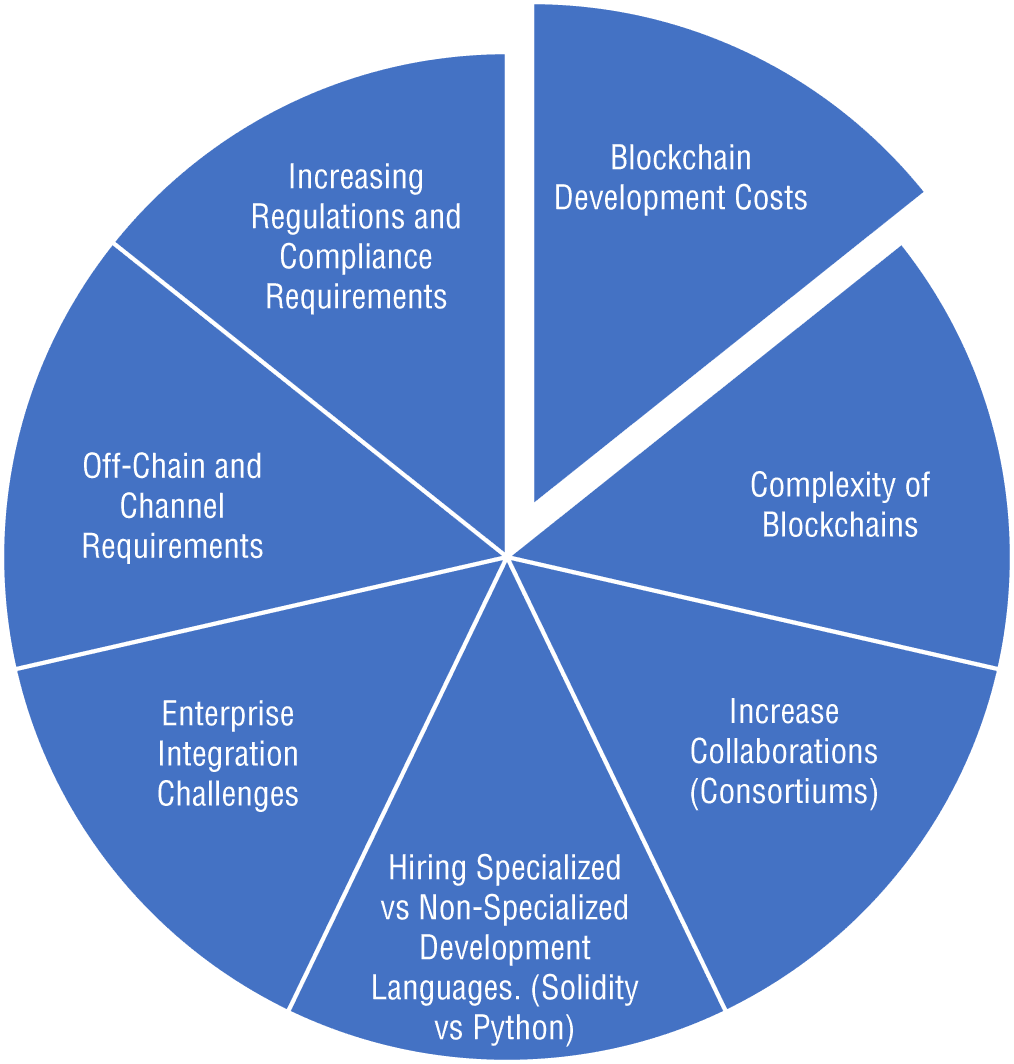 Blockchain
Development Costs
Complexity of
Blockchains
Increase
Collaborations
(Consortiums)
Hiring Specialized
vs Non-Specialized
Development
Languages. (Solidity
vs Python)
Enterprise
Integration
Challenges
Off-Chain and
Channel
Requirements
Increasing
Regulations and
Compliance
Requirements